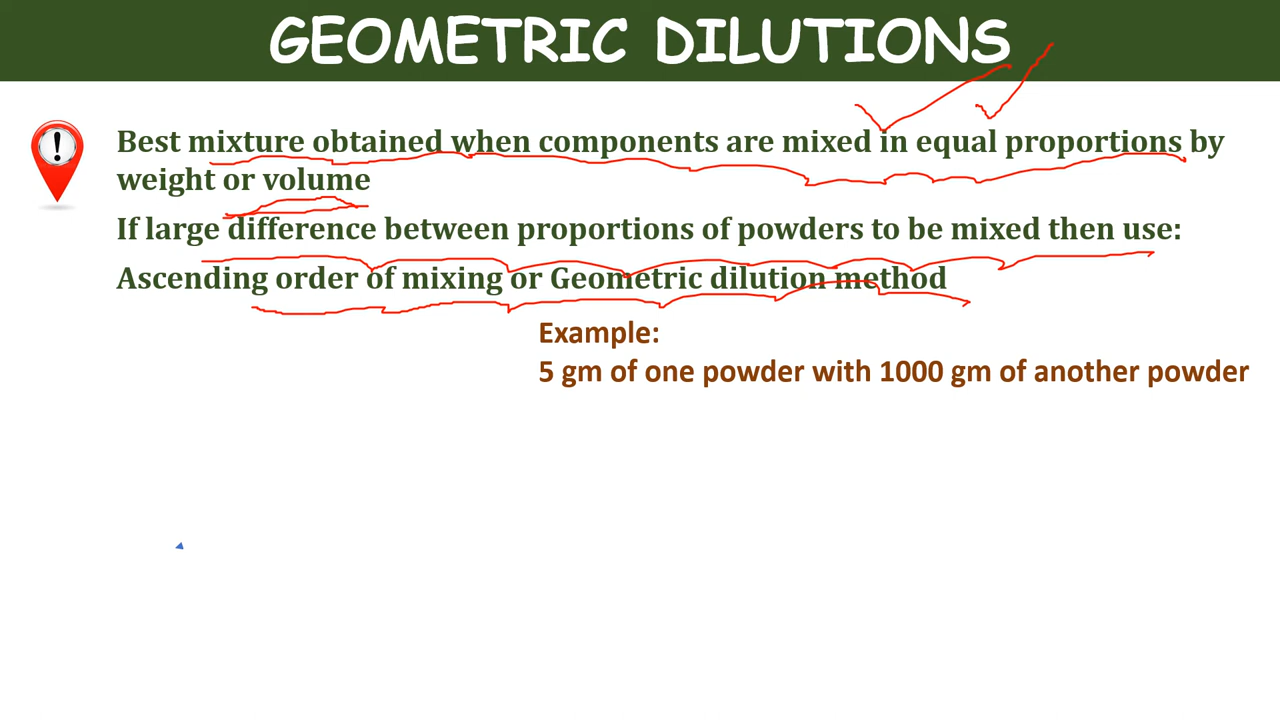 GEOMETRIC DILUTIONS
!
Best mixture obtained when components are mixed in equal proportions by
weight or volume
If large difference between proportions of powders to be mixed then use:
Ascending order of mixing or Geometric dilution method
Example:
5 gm of one powder with 1000 gm of another powder